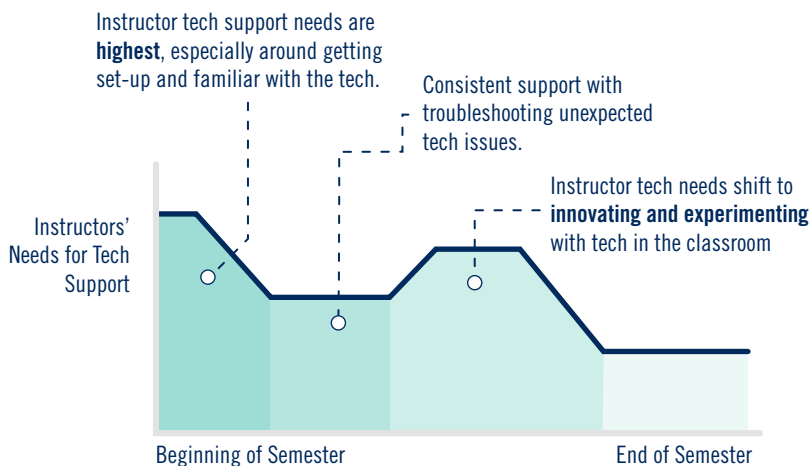 Instructor tech support needs are
highest, especially around getting
set-up and familiar with the tech.
Consistent support with
troubleshooting unexpected
tech issues.
Instructor tech needs shift to
innovating and experimenting
with tech in the classroom
Instructors’
Needs for Tech
Support
Beginning of Semester
End of Semester